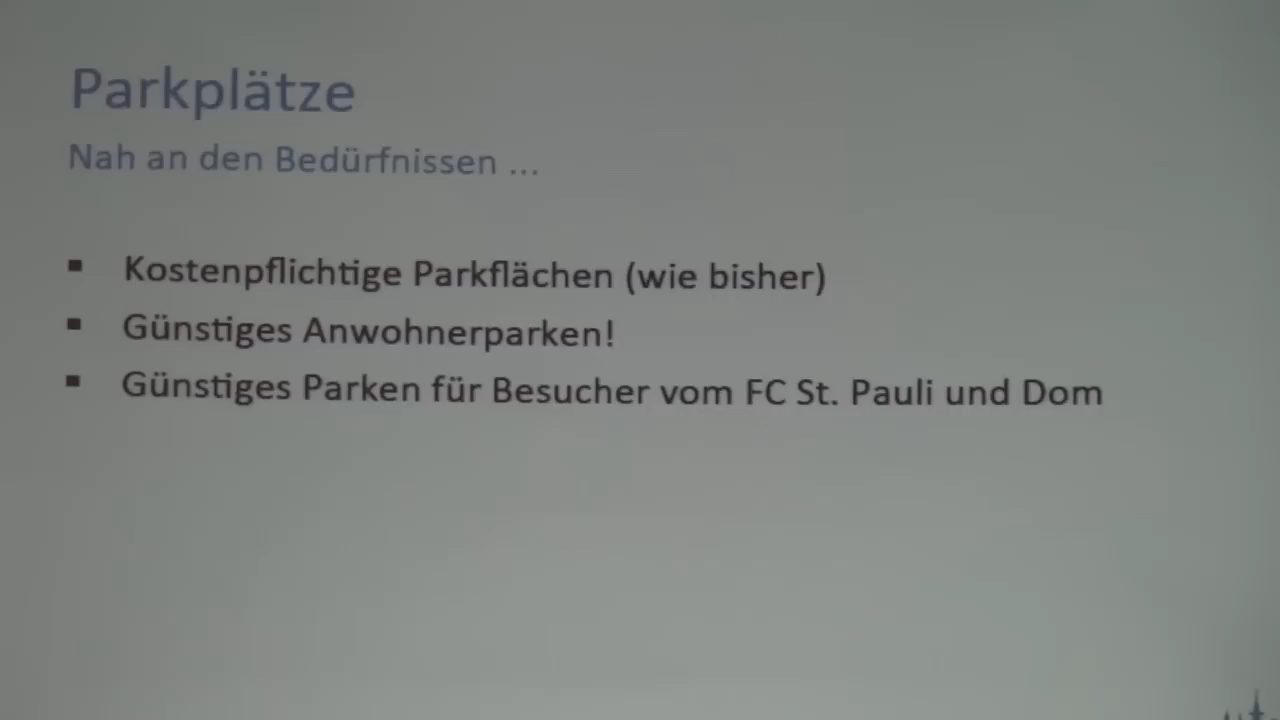 Parkplätze
Nah an den Bedürfnissen ...
▪ Kostenpflichtige Parkflächen (wie bisher)
▪ Günstiges Anwohnerparken!
▪ Günstiges Parken für Besucher vom FC St. Pauli und Dom